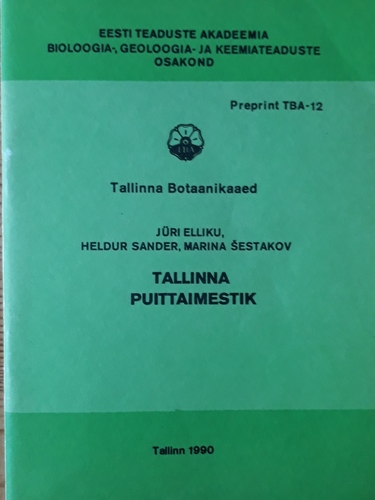 EESTI TEADUSTE AKADEEMIA
BIOLOOGIA-, GEOLOOGIA- JA KEEMIATEADUSTE
OSAKOND
Preprint TBA-12
TBA
Tallinna Botaanikaaed
JÜRI ELLIKU,
HELDUR SANDER, MARINA ŠESTAKOV
TALLINNA
PUITTAIMESTIK
Tallinn 1990